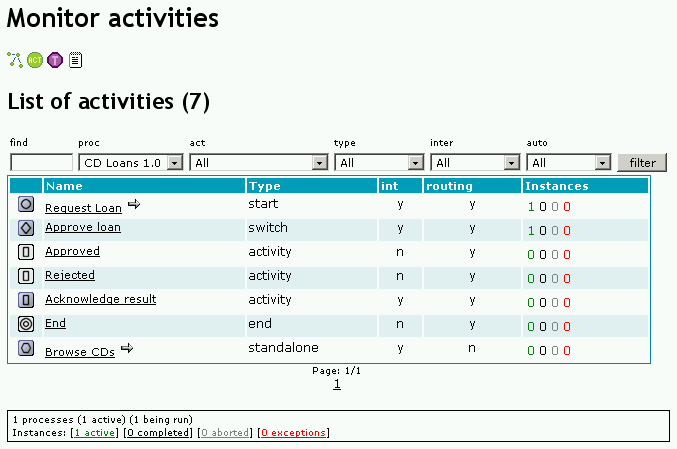 Monitor activities
ACT T
List of activities (7)
find proc act type inter auto
CD Loans 1.0 All All All All filter
Name Type int routing Instances
Request Loan start y y 1 0 0 0
Approve loan switch y y 1 0 0 0
Approved activity n y 0 0 0 0
Rejected activity n y 0 0 0 0
Acknowledge result activity y y 0 0 0 0
End end n y 0 0 0 0
Browse CDs standalone y n 0 0 0 0
Page: 1/1
1
1 processes (1 active) (1 being run)
Instances: [1 active] [0 completed] [0 aborted] [0 exceptions]